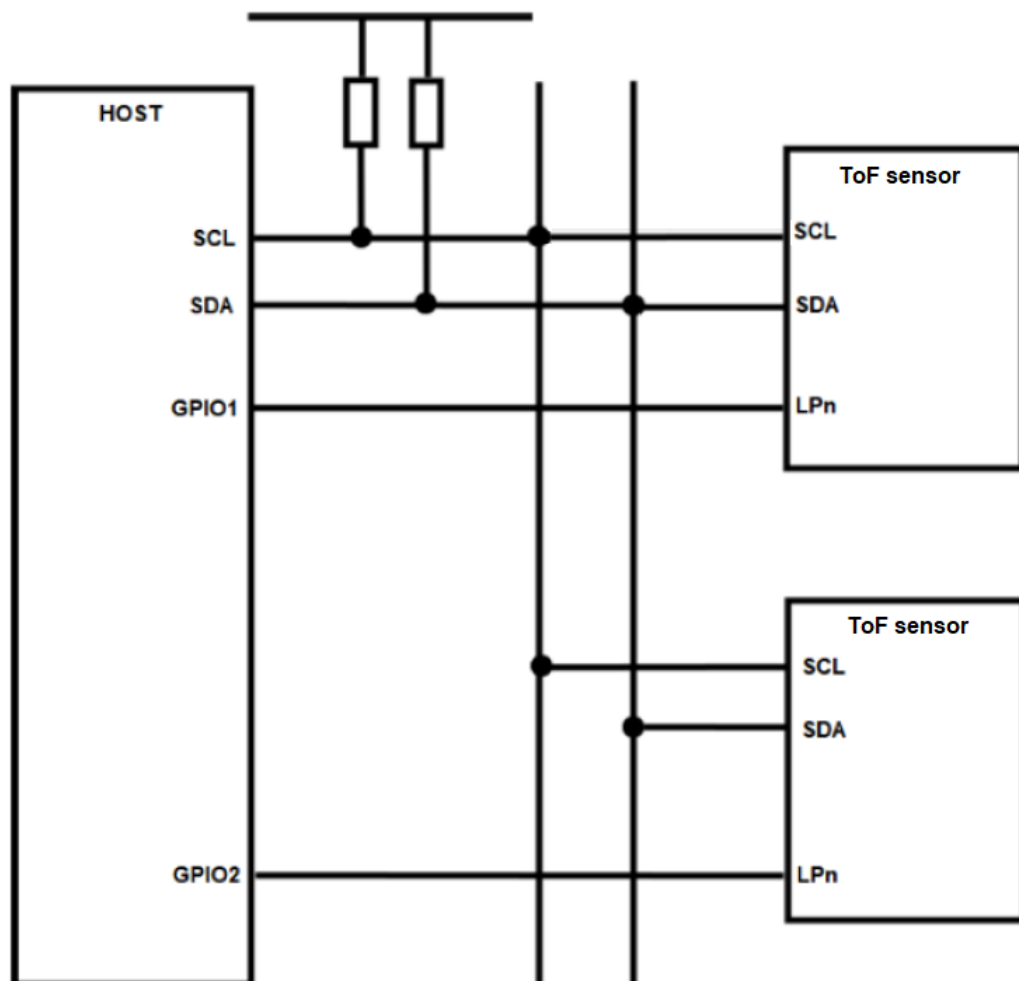 HOST
SCL
SDA
GPIO1
GPIO2
ToF sensor
SCL
SDA
LPn
ToF sensor
SCL
SDA
LPn